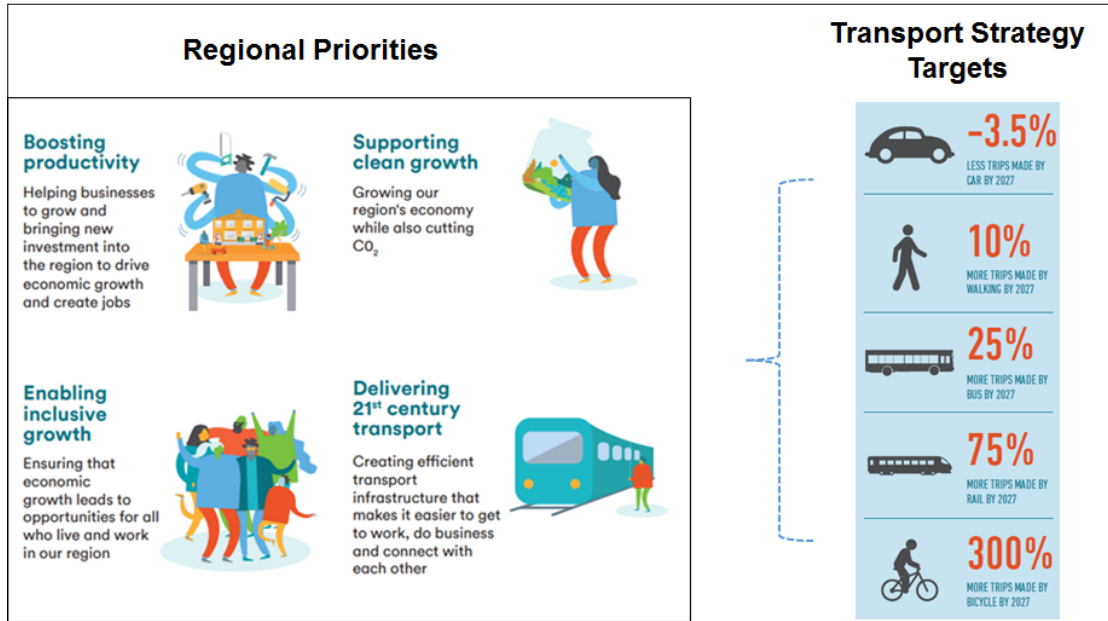 Regional Priorities
Transport Strategy
Targets
Boosting
productivity
Helping businesses
to grow and
bringing new
investment into
the region to drive
economic growth
and create jobs
Supporting
clean growth
Growing our
region's economy
while also cutting
CO₂
Enabling
inclusive
growth
Ensuring that
economic
growth leads to
opportunities for all
who live and work
in our region
Delivering
21st century
transport
Creating efficient
transport
infrastructure that
makes it easier to get
to work, do business
and connect with
each other
-3.5%
LESS TRIPS MADE BY
CAR BY 2027
10%
MORE TRIPS MADE BY
WALKING BY 2027
25%
MORE TRIPS MADE BY
BUS BY 2027
75%
MORE TRIPS MADE BY
RAIL BY 2027
300%
MORE TRIPS MADE BY
BICYCLE BY 2027